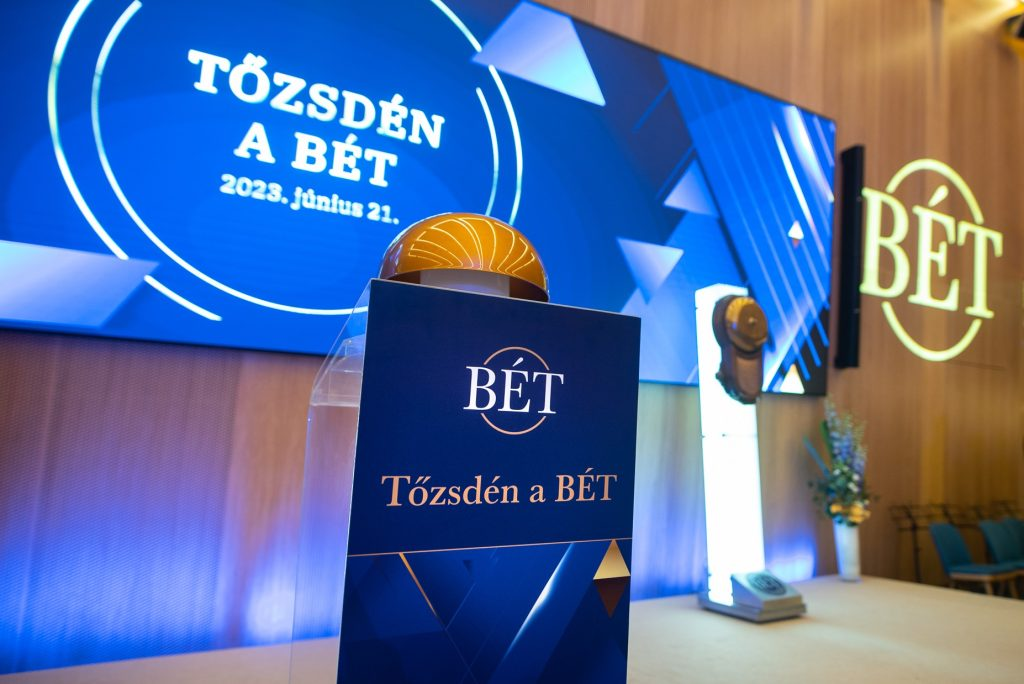 TŐZSDÉN
A BÉT
2023. június 21.
BÉT
BÉT
Tőzsdén a BÉT